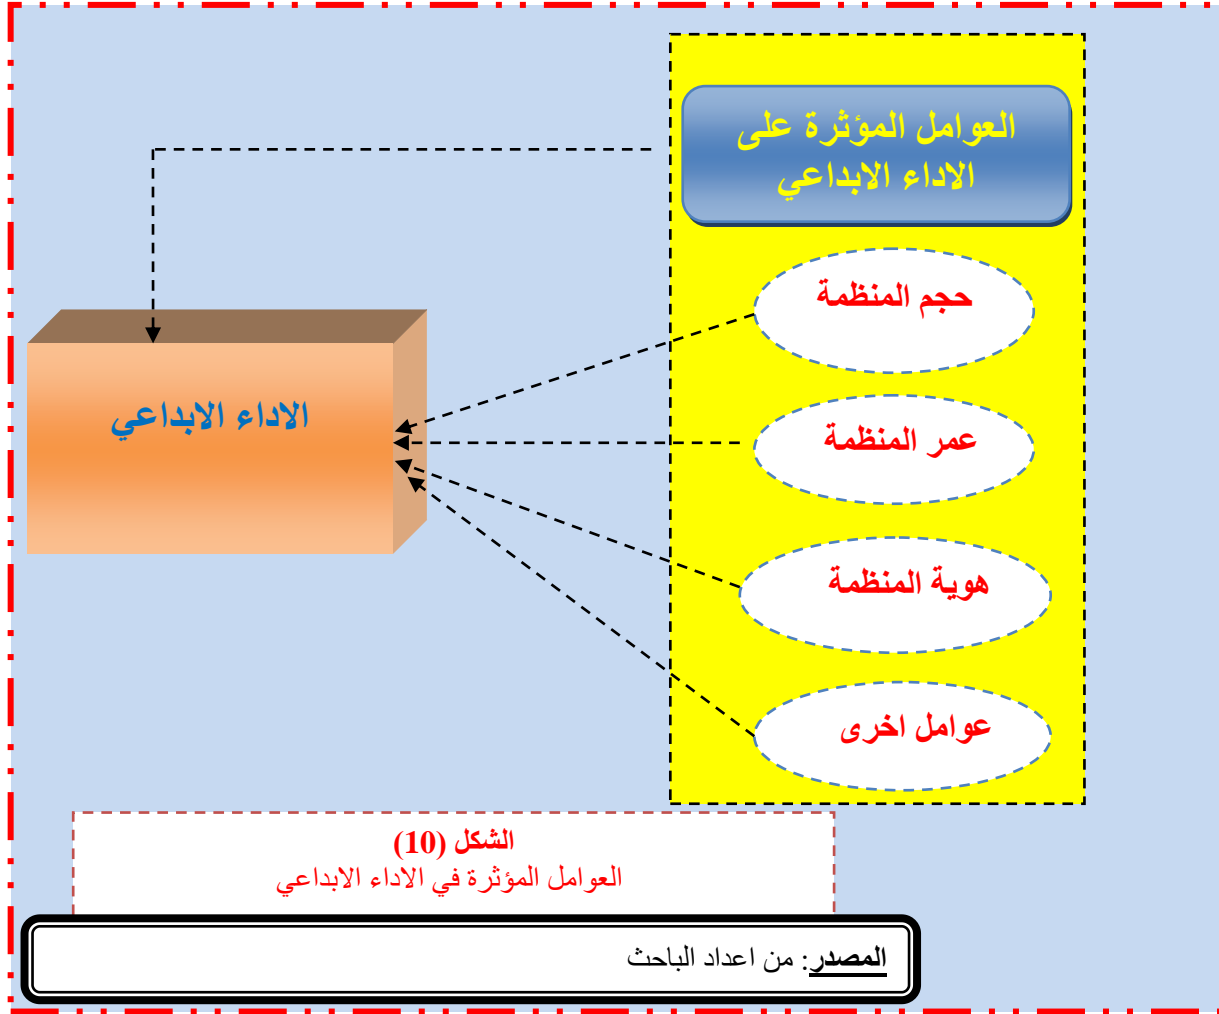 العوامل المؤثرة على
الاداء الابداعي
حجم المنظمة
الاداء الابداعي
عمر المنظمة
هوية المنظمة
عوامل اخرى
الشكل (10)
العوامل المؤثرة في الاداء الابداعي
المصدر: من اعداد الباحث